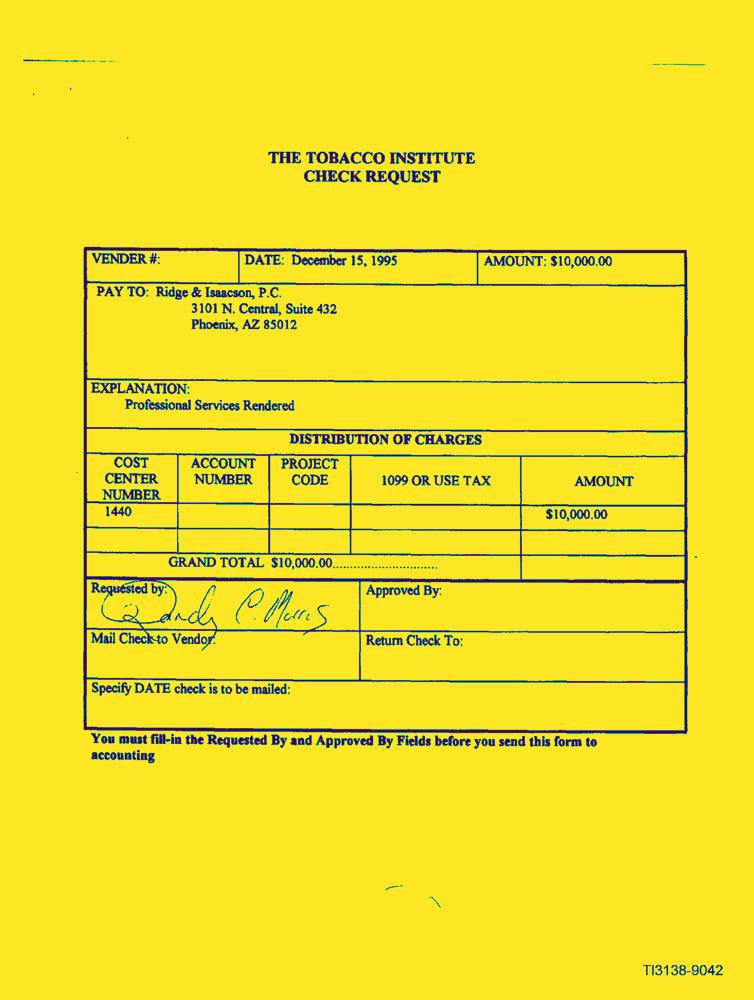 THE TOBACCO INSTITUTE
CHECK REQUEST
VENDER #: DATE: December 15, 1995 AMOUNT: $10,000.00
PAY TO: Ridge & Isaacson, P.C.
3101 N. Central, Suite 432
Phoenix, AZ 85012
EXPLANATION:
Professional Services Rendered
DISTRIBUTION OF CHARGES
COST CENTER NUMBER ACCOUNT NUMBER PROJECT CODE 1099 OR USE TAX AMOUNT
1440 $10,000.00
GRAND TOTAL $10,000.00..............................
Requested by: Approved By:
C. Morris
Mail Check to Vendor: Return Check To:
Specify DATE check is to be mailed:
You must fill-in the Requested By and Approved By Fields before you send this form to
accounting
TI3138-9042